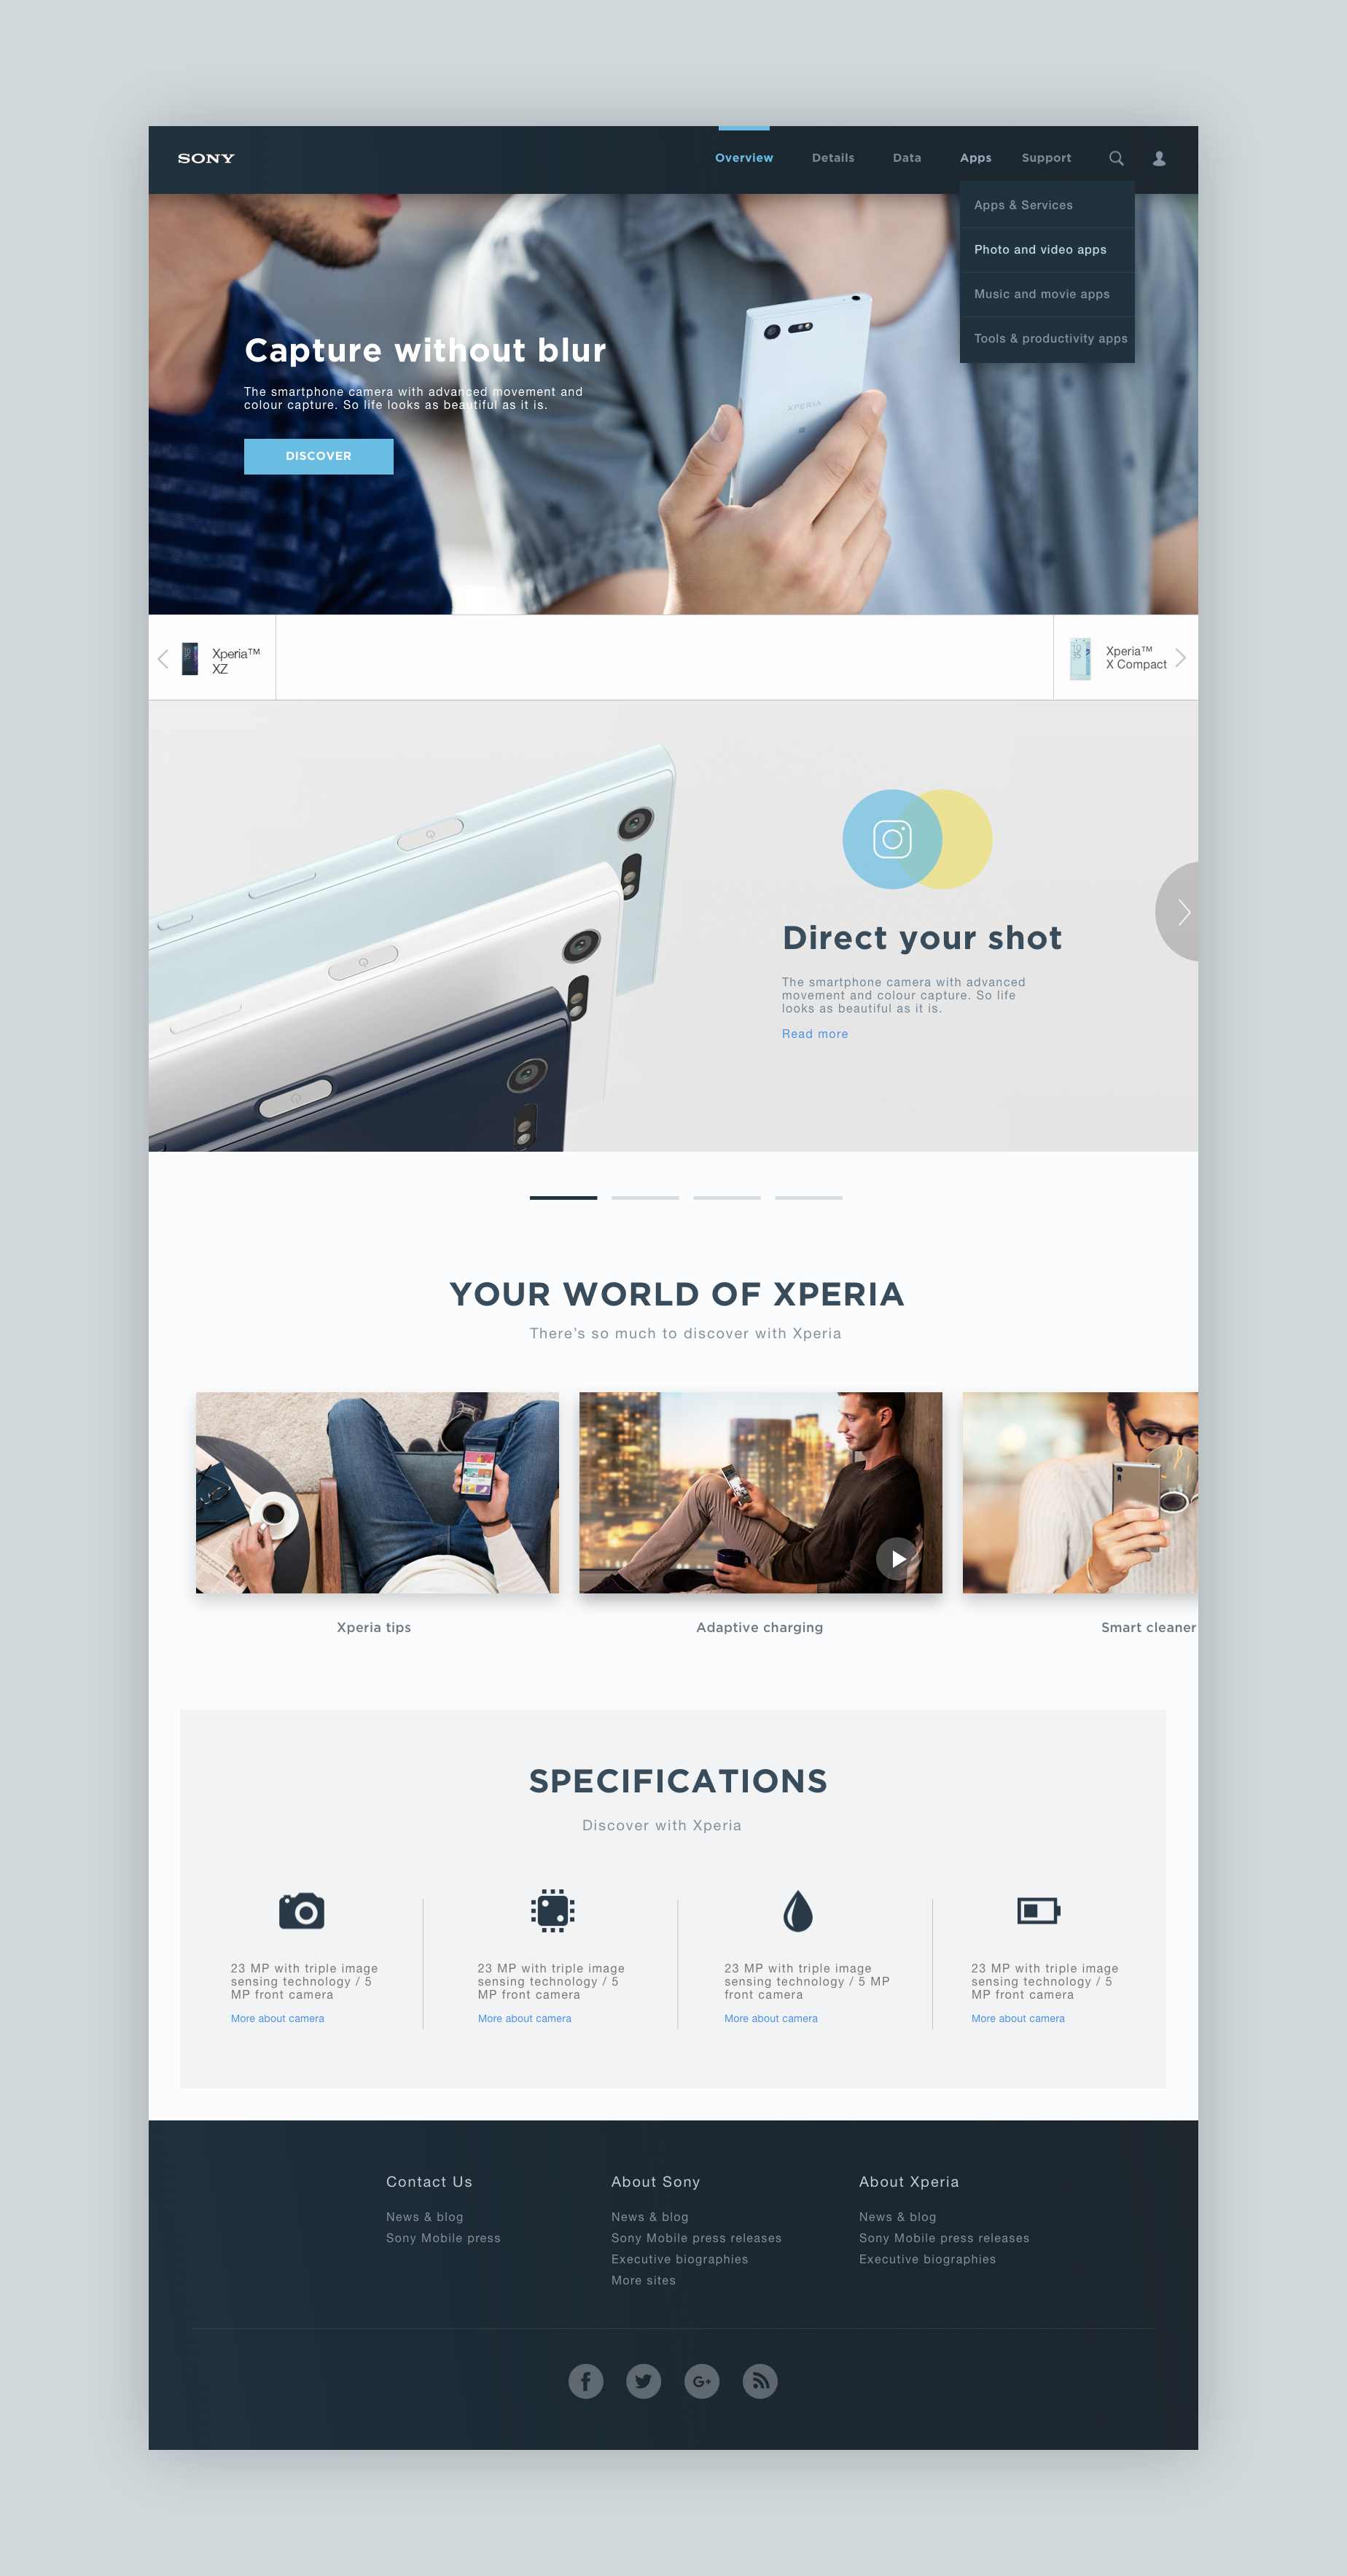 SONY
Overview Details Data Apps Support
Apps & Services
Photo and video apps
Music and movie apps
Tools & productivity apps
Capture without blur
The smartphone camera with advanced movement and
colour capture. So life looks as beautiful as it is.
DISCOVER
XPERIA
Xperia™
XZ
10
35
Xperia™
X Compact
Direct your shot
The smartphone camera with advanced
movement and colour capture. So life
looks as beautiful as it is.
Read more
YOUR WORLD OF XPERIA
There's so much to discover with Xperia
Xperia tips
Adaptive charging
Smart cleaner
SPECIFICATIONS
Discover with Xperia
23 MP with triple image
sensing technology / 5
MP front camera
More about camera
23 MP with triple image
sensing technology / 5
MP front camera
More about camera
23 MP with triple image
sensing technology / 5 MP
front camera
More about camera
23 MP with triple image
sensing technology / 5
MP front camera
More about camera
Contact Us
News & blog
Sony Mobile press
About Sony
News & blog
Sony Mobile press releases
Executive biographies
More sites
About Xperia
News & blog
Sony Mobile press releases
Executive biographies